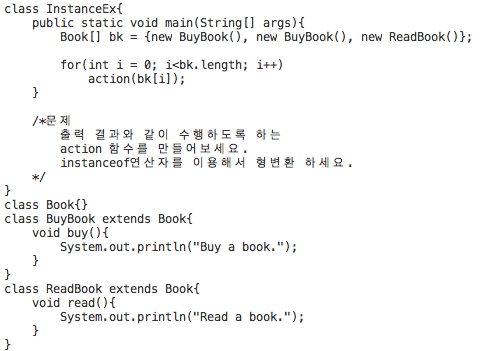 class InstanceEx{
    public static void main(String[] args){
        Book[] bk = {new BuyBook(), new BuyBook(), new ReadBook()};

        for(int i = 0; i<bk.length; i++)
            action(bk[i]);
    }

    /*문제
        출력 결과와 같이 수행하도록 하는
        action 함수를 만들어보세요.
        instanceof연산자를 이용해서 형변환 하세요.
    */
}
class Book{}
class BuyBook extends Book{
    void buy(){
        System.out.println("Buy a book.");
    }
}
class ReadBook extends Book{
    void read(){
        System.out.println("Read a book.");
    }
}